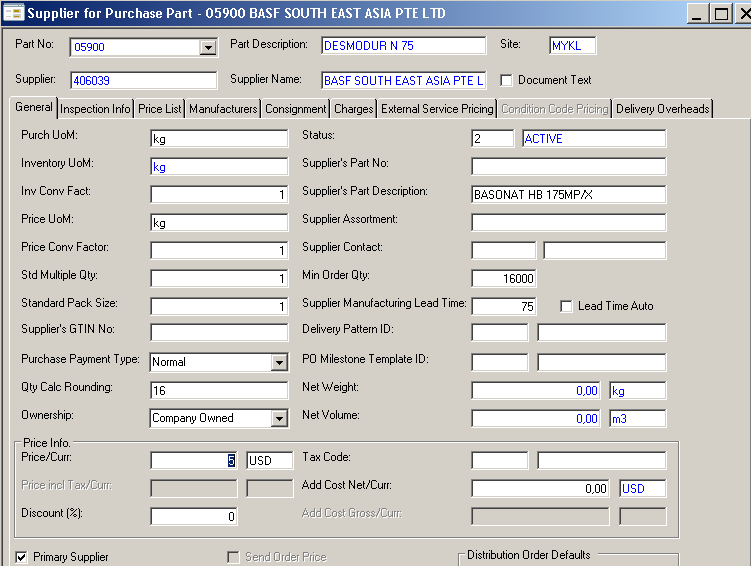 Supplier for Purchase Part - 05900 BASF SOUTH EAST ASIA PTE LTD
Part No: 05900 Part Description: DESMODUR N 75 Site: MYKL
Supplier: 406039 Supplier Name: BASF SOUTH EAST ASIA PTE L Document Text
General Inspection Info Price List Manufacturers Consignment Charges External Service Pricing Condition Code Pricing Delivery Overheads
Purch UoM: kg Status: 2 ACTIVE
Inventory UoM: kg Supplier's Part No:
Inv Conv Fact: 1 Supplier's Part Description: BASONAT HB 175MP/X
Price UoM: kg Supplier Assortment:
Price Conv Factor: 1 Supplier Contact:
Std Multiple Qty: 1 Min Order Qty: 16000
Standard Pack Size: 1 Supplier Manufacturing Lead Time: 75 Lead Time Auto
Supplier's GTIN No: Delivery Pattern ID:
Purchase Payment Type: Normal PO Milestone Template ID:
Qty Calc Rounding: 16 Net Weight: 0,00 kg
Ownership: Company Owned Net Volume: 0,00 m3
Price Info.
Price/Curr: 5 USD Tax Code:
Price incl Tax/Curr: Add Cost Net/Curr: 0,00 USD
Discount (%): 0 Add Cost Gross/Curr:
Primary Supplier Send Order Price Distribution Order Defaults